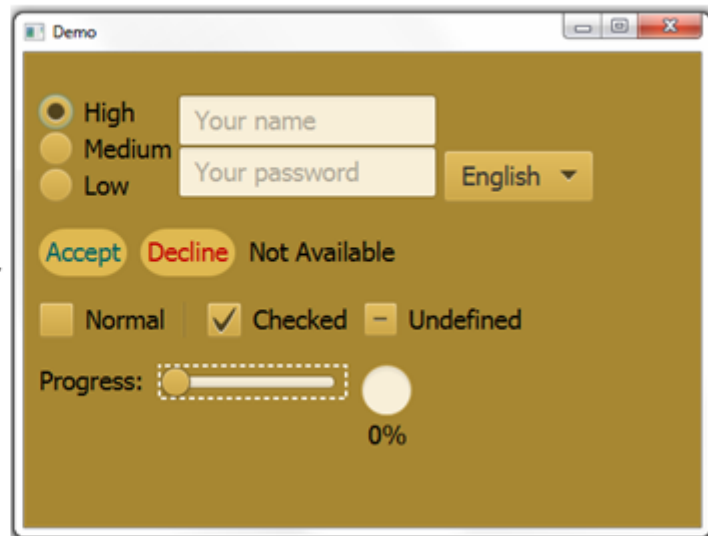 Demo
High
Your name
Medium
Your password
English
Low
Accept Decline Not Available
Normal Checked Undefined
Progress:
0%